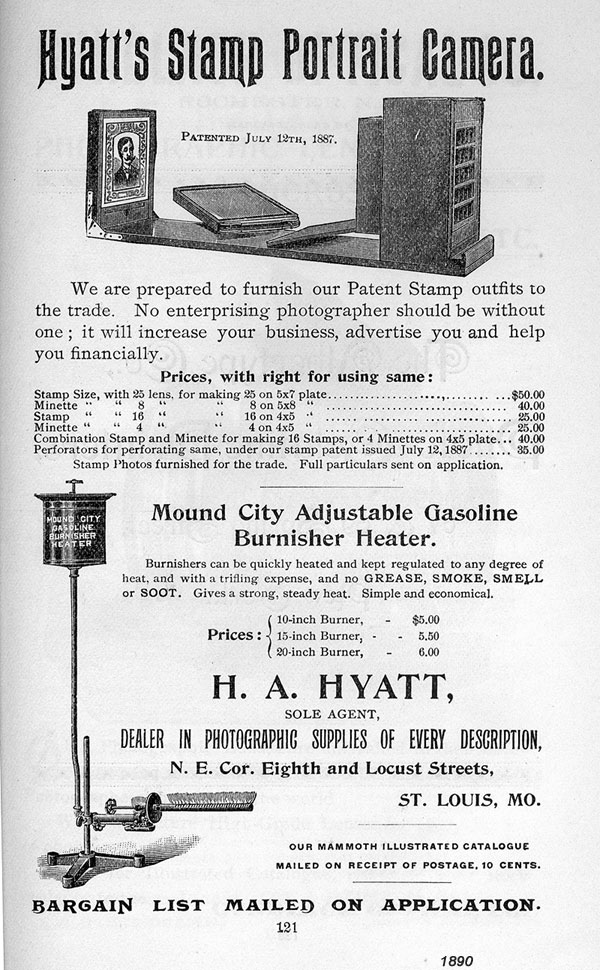 Hyatt's Stamp Portrait Camera.
PATENTED JULY 12TH, 1887.
We are prepared to furnish our Patent Stamp outfits to
the trade. No enterprising photographer should be without
one; it will increase your business, advertise you and help
you financially.
Prices, with right for using same:
Stamp Size, with 25 lens, for making 25 on 5x7 plate........................$50.00
Minette " " 8 " " 8 on 5x8 " .................................. 40.00
Stamp " " 16 " " 16 on 4x5 " .................................. 25.00
Minette " " 4 " " 4 on 4x5 " .................................. 25.00
Combination Stamp and Minette for making 16 Stamps, or 4 Minettes on 4x5 plate... 40.00
Perforators for perforating same, under our stamp patent issued July 12, 1887........ 35.00
Stamp Photos furnished for the trade. Full particulars sent on application.
MOUND CITY
GASOLINE
BURNISHER
HEATER
Mound City Adjustable Gasoline
Burnisher Heater.
Burnishers can be quickly heated and kept regulated to any degree of
heat, and with a trifling expense, and no GREASE, SMOKE, SMELL
or SOOT. Gives a strong, steady heat. Simple and economical.
Prices:
10-inch Burner, - $5.00
15-inch Burner, - - 5.50
20-inch Burner, - 6.00
H. A. HYATT,
SOLE AGENT,
DEALER IN PHOTOGRAPHIC SUPPLIES OF EVERY DESCRIPTION,
N. E. Cor. Eighth and Locust Streets,
ST. LOUIS, MO.
OUR MAMMOTH ILLUSTRATED CATALOGUE
MAILED ON RECEIPT OF POSTAGE, 10 CENTS.
BARGAIN LIST MAILED ON APPLICATION.
121
1890